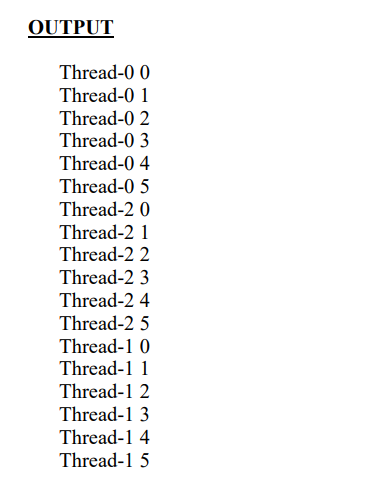 OUTPUT
Thread-0 0
Thread-0 1
Thread-0 2
Thread-0 3
Thread-0 4
Thread-0 5
Thread-2 0
Thread-2 1
Thread-2 2
Thread-2 3
Thread-2 4
Thread-2 5
Thread-1 0
Thread-1 1
Thread-1 2
Thread-1 3
Thread-1 4
Thread-1 5